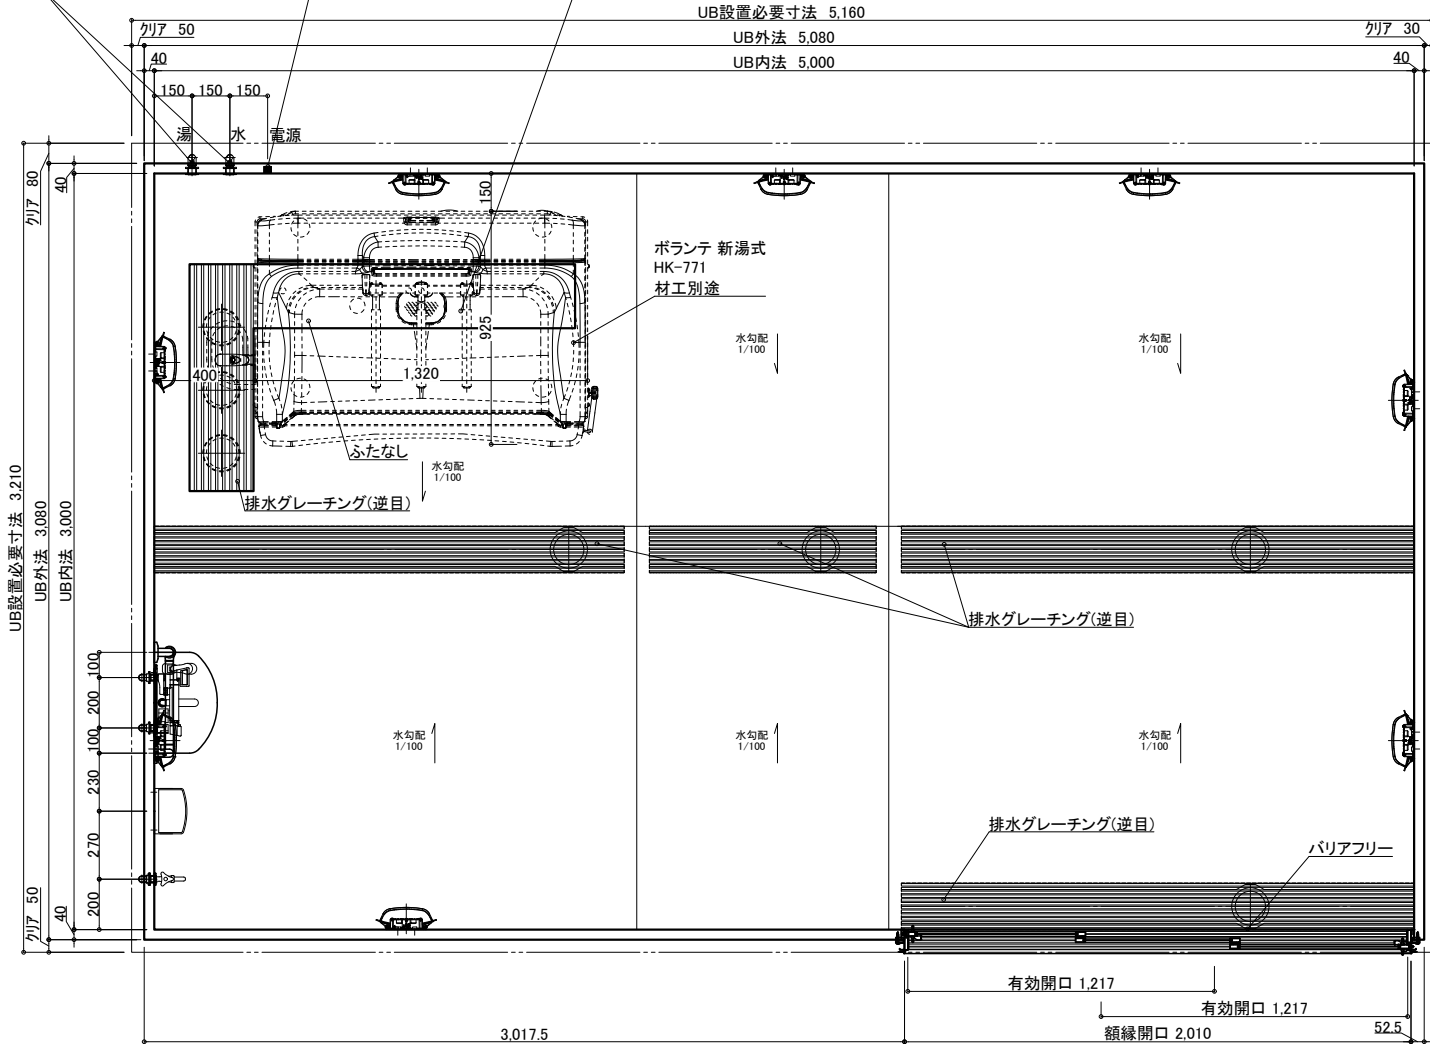 UB設置必要寸法 5,160
クリア 50
クリア 30
UB外法 5,080
40
UB内法 5,000
40
150
150
150
湯
水
電源
クリア 80
40
150
ボランテ 新湯式
HK-771
材工別途
925
水勾配
1/100
水勾配
1/100
400
1,320
ふたなし
水勾配
1/100
排水グレーチング(逆目)
UB設置必要寸法 3,210
UB外法 3,080
UB内法 3,000
排水グレーチング(逆目)
100
200
100
230
270
200
水勾配
1/100
水勾配
1/100
水勾配
1/100
排水グレーチング(逆目)
バリアフリー
クリア 50
40
有効開口 1,217
有効開口 1,217
3,017.5
額縁開口 2,010
52.5